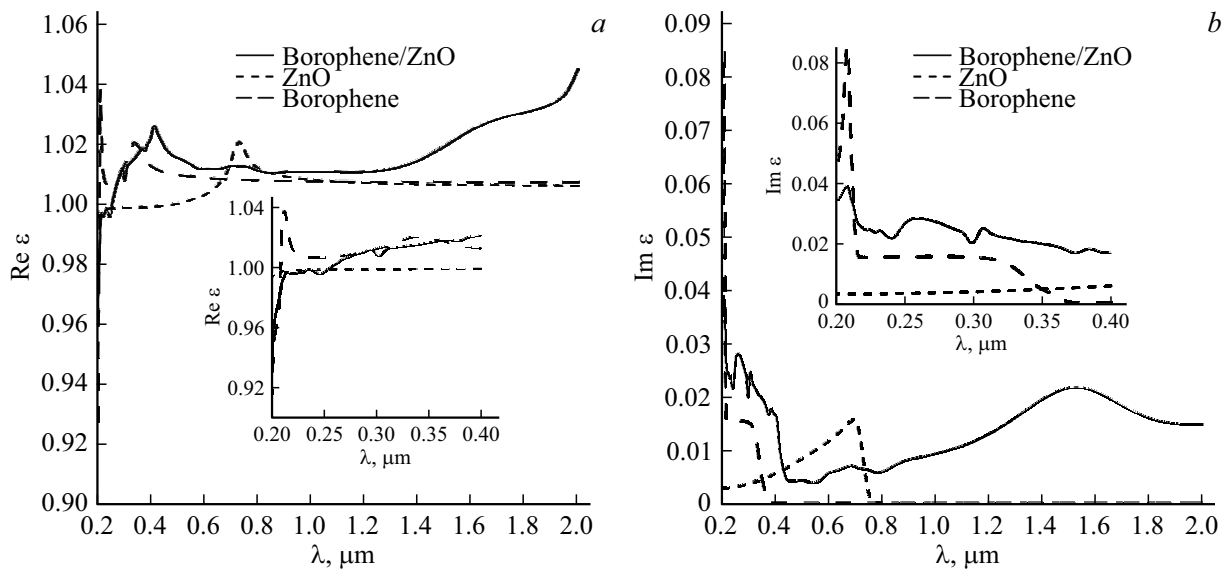 a
Borophene/ZnO
ZnO
Borophene
Re ε
1.06
1.04
1.02
1.00
0.98
0.96
0.94
0.92
0.90
0.2 0.4 0.6 0.8 1.0 1.2 1.4 1.6 1.8 2.0
λ, μm
Re ε
1.04
1.00
0.96
0.92
0.20 0.25 0.30 0.35 0.40
λ, μm
b
Borophene/ZnO
ZnO
Borophene
Im ε
0.09
0.08
0.07
0.06
0.05
0.04
0.03
0.02
0.01
0
0.2 0.4 0.6 0.8 1.0 1.2 1.4 1.6 1.8 2.0
λ, μm
Im ε
0.08
0.06
0.04
0.02
0
0.20 0.25 0.30 0.35 0.40
λ, μm